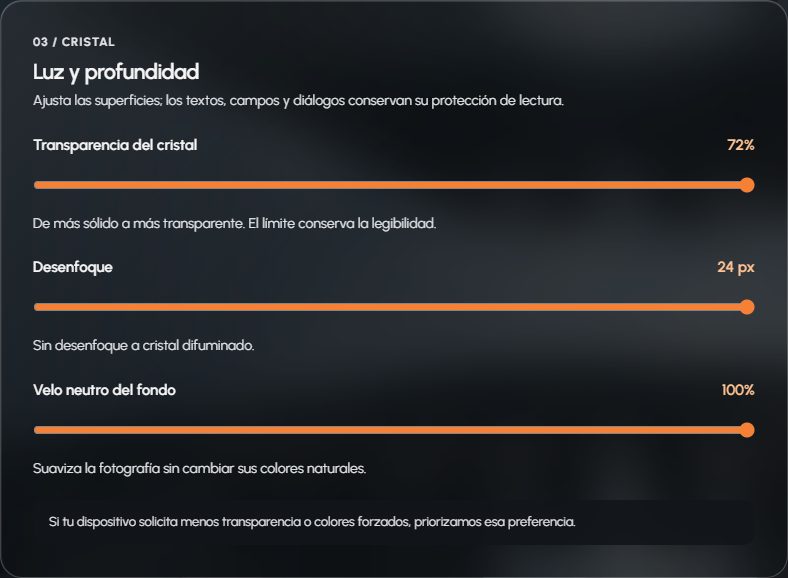 03 / CRISTAL
Luz y profundidad
Ajusta las superficies; los textos, campos y diálogos conservan su protección de lectura.
Transparencia del cristal 72%
De más sólido a más transparente. El límite conserva la legibilidad.
Desenfoque 24 px
Sin desenfoque a cristal difuminado.
Velo neutro del fondo 100%
Suaviza la fotografía sin cambiar sus colores naturales.
Si tu dispositivo solicita menos transparencia o colores forzados, priorizamos esa preferencia.